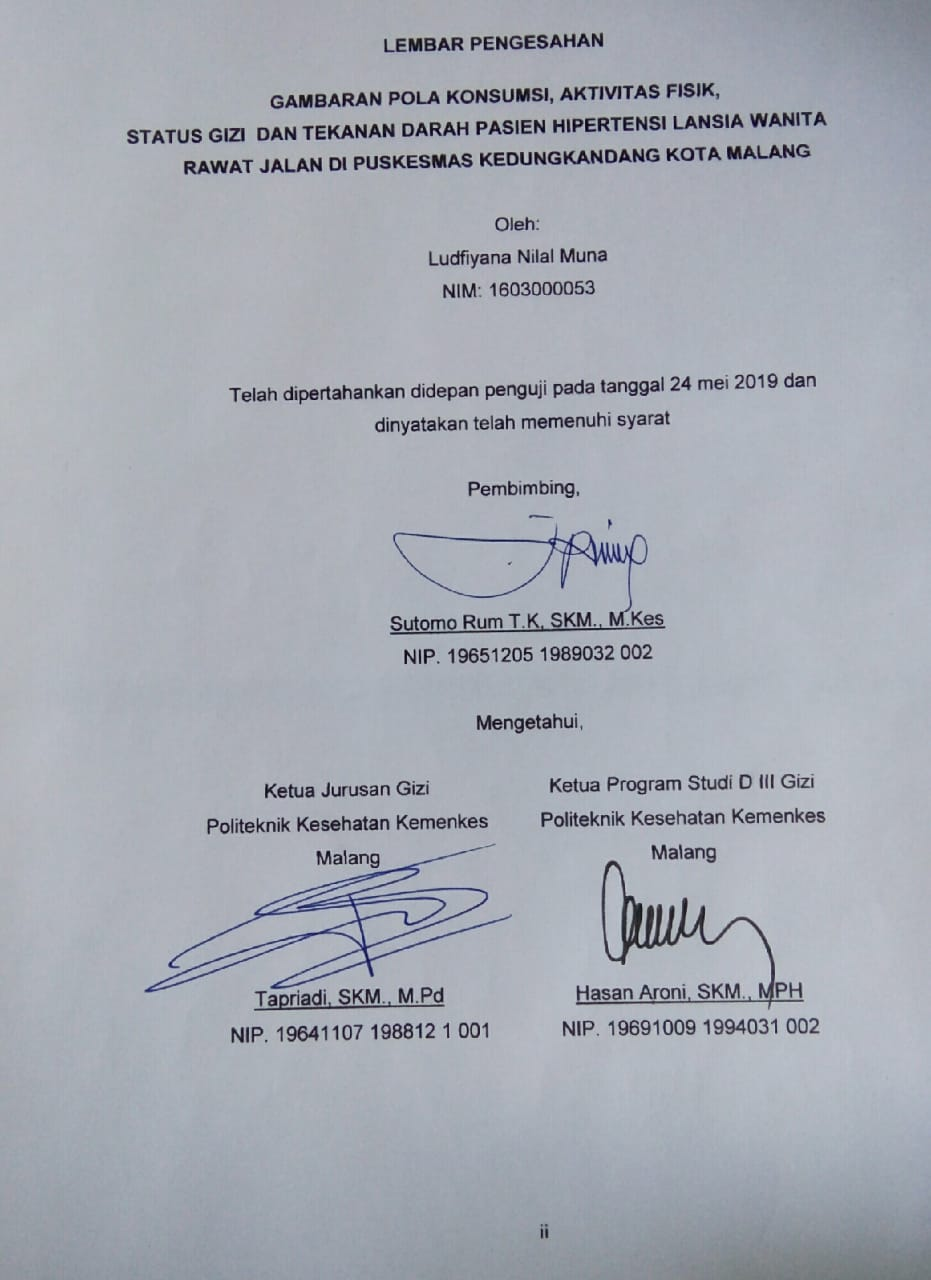 LEMBAR PENGESAHAN
GAMBARAN POLA KONSUMSI, AKTIVITAS FISIK,
STATUS GIZI DAN TEKANAN DARAH PASIEN HIPERTENSI LANSIA WANITA
RAWAT JALAN DI PUSKESMAS KEDUNGKANDANG KOTA MALANG
Oleh:
Ludfiyana Nilal Muna
NIM: 1603000053
Telah dipertahankan didepan penguji pada tanggal 24 mei 2019 dan
dinyatakan telah memenuhi syarat
Pembimbing,
Sutomo Rum T.K, SKM., M.Kes
NIP. 19651205 1989032 002
Mengetahui,
Ketua Jurusan Gizi
Politeknik Kesehatan Kemenkes
Malang
Tapriadi, SKM., M.Pd
NIP. 19641107 198812 1 001
Ketua Program Studi D III Gizi
Politeknik Kesehatan Kemenkes
Malang
Hasan Aroni, SKM., MPH
NIP. 19691009 1994031 002
ii